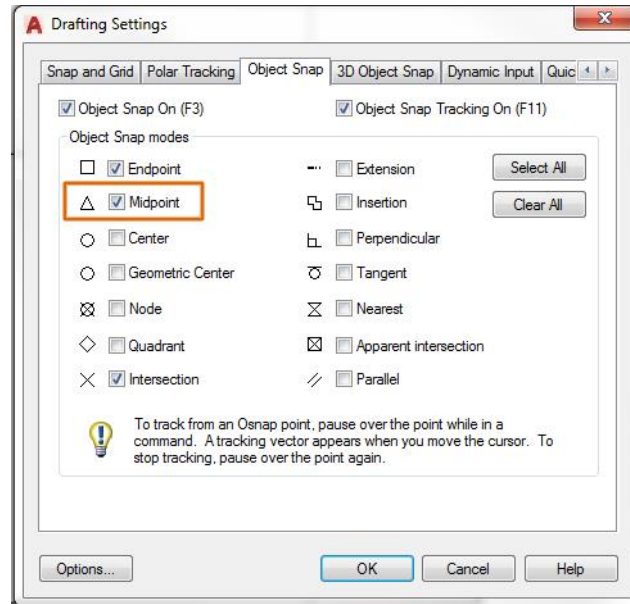 Drafting Settings
Snap and Grid Polar Tracking Object Snap 3D Object Snap Dynamic Input Quic
Object Snap On (F3) Object Snap Tracking On (F11)
Object Snap modes
Endpoint Extension Select All
Midpoint Insertion Clear All
Center Perpendicular
Geometric Center Tangent
Node Nearest
Quadrant Apparent intersection
Intersection Parallel
To track from an Osnap point, pause over the point while in a
command. A tracking vector appears when you move the cursor. To
stop tracking, pause over the point again.
Options... OK Cancel Help